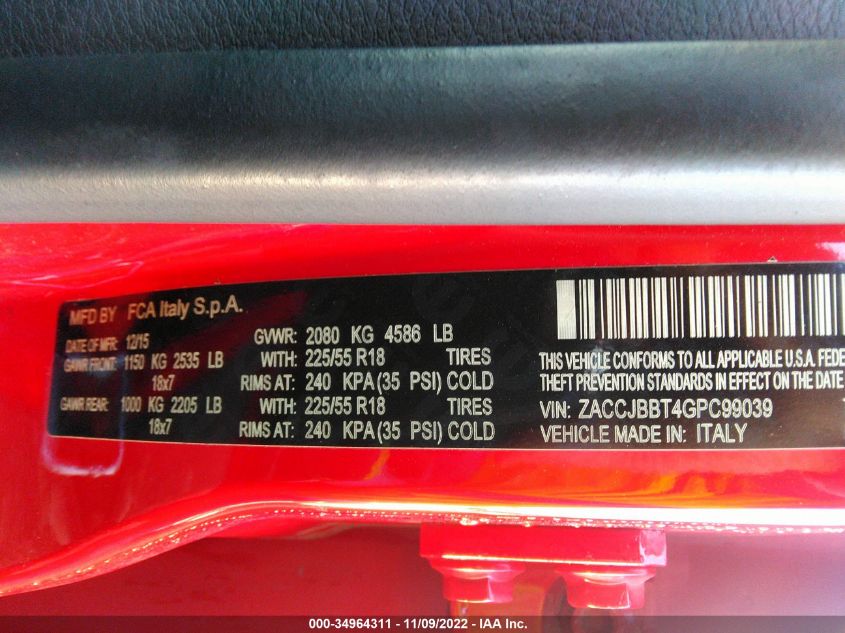 MFD BY FCA Italy S.p.A.
DATE OF MFR: 12/15 GVWR: 2080 KG 4586 LB
GAWR FRONT: 1150 KG 2535 LB WITH: 225/55 R18 TIRES
18x7 RIMS AT: 240 KPA (35 PSI) COLD
GAWR REAR: 1000 KG 2205 LB WITH: 225/55 R18 TIRES
18x7 RIMS AT: 240 KPA (35 PSI) COLD
THIS VEHICLE CONFORMS TO ALL APPLICABLE U.S.A. FEDE
THEFT PREVENTION STANDARDS IN EFFECT ON THE DATE
VIN: ZACCJBBT4GPC99039
VEHICLE MADE IN: ITALY
000-34964311 - 11/09/2022 - IAA Inc.